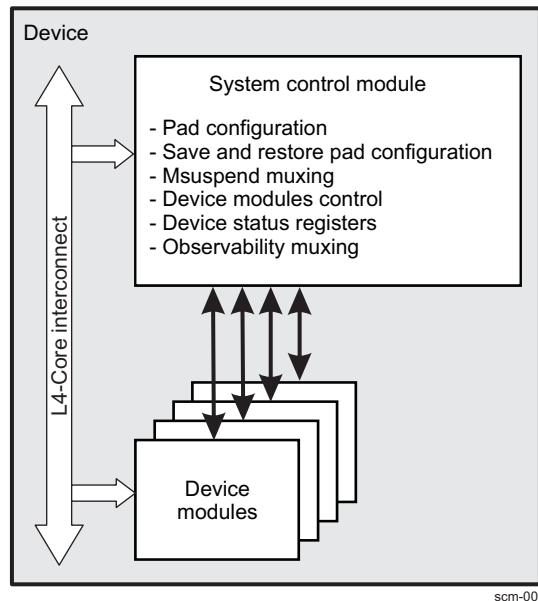 Device
System control module
- Pad configuration
- Save and restore pad configuration
- Msuspend muxing
- Device modules control
- Device status registers
- Observability muxing
L4-Core interconnect
Device
modules
scm-00